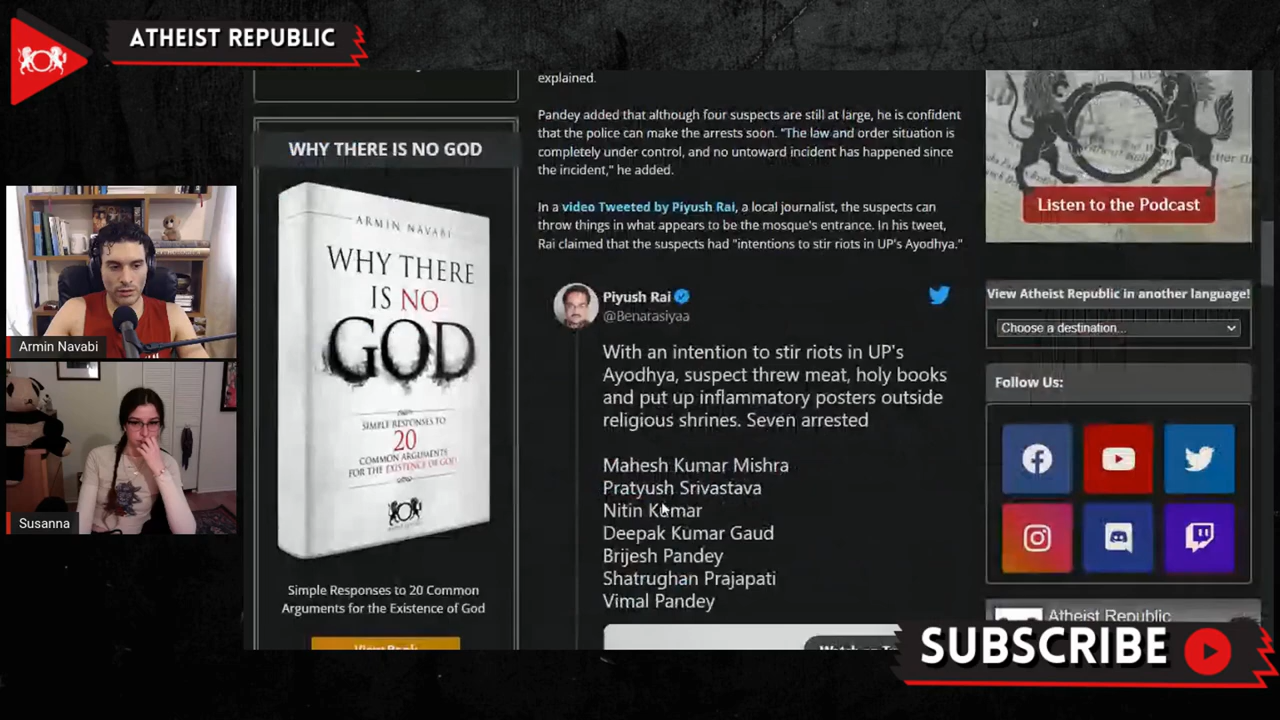 ATHEIST REPUBLIC
WHY THERE IS NO GOD
ARMIN NAVABI
WHY THERE
IS NO
GOD
SIMPLE RESPONSES TO
20
COMMON ARGUMENTS
FOR THE EXISTENCE OF GOD
Simple Responses to 20 Common
Arguments for the Existence of God
Armin Navabi
Susanna
explained.
Pandey added that although four suspects are still at large, he is confident
that the police can make the arrests soon. "The law and order situation is
completely under control, and no untoward incident has happened since
the incident," he added.
In a video Tweeted by Piyush Rai, a local journalist, the suspects can
throw things in what appears to be the mosque's entrance. In his tweet,
Rai claimed that the suspects had "intentions to stir riots in UP's Ayodhya."
Piyush Rai
@Benarasiyaa
With an intention to stir riots in UP's
Ayodhya, suspect threw meat, holy books
and put up inflammatory posters outside
religious shrines. Seven arrested
Mahesh Kumar Mishra
Pratyush Srivastava
Nitin Kumar
Deepak Kumar Gaud
Brijesh Pandey
Shatrughan Prajapati
Vimal Pandey
Listen to the Podcast
View Atheist Republic in another language!
Choose a destination...
Follow Us:
Atheist Republic
SUBSCRIBE